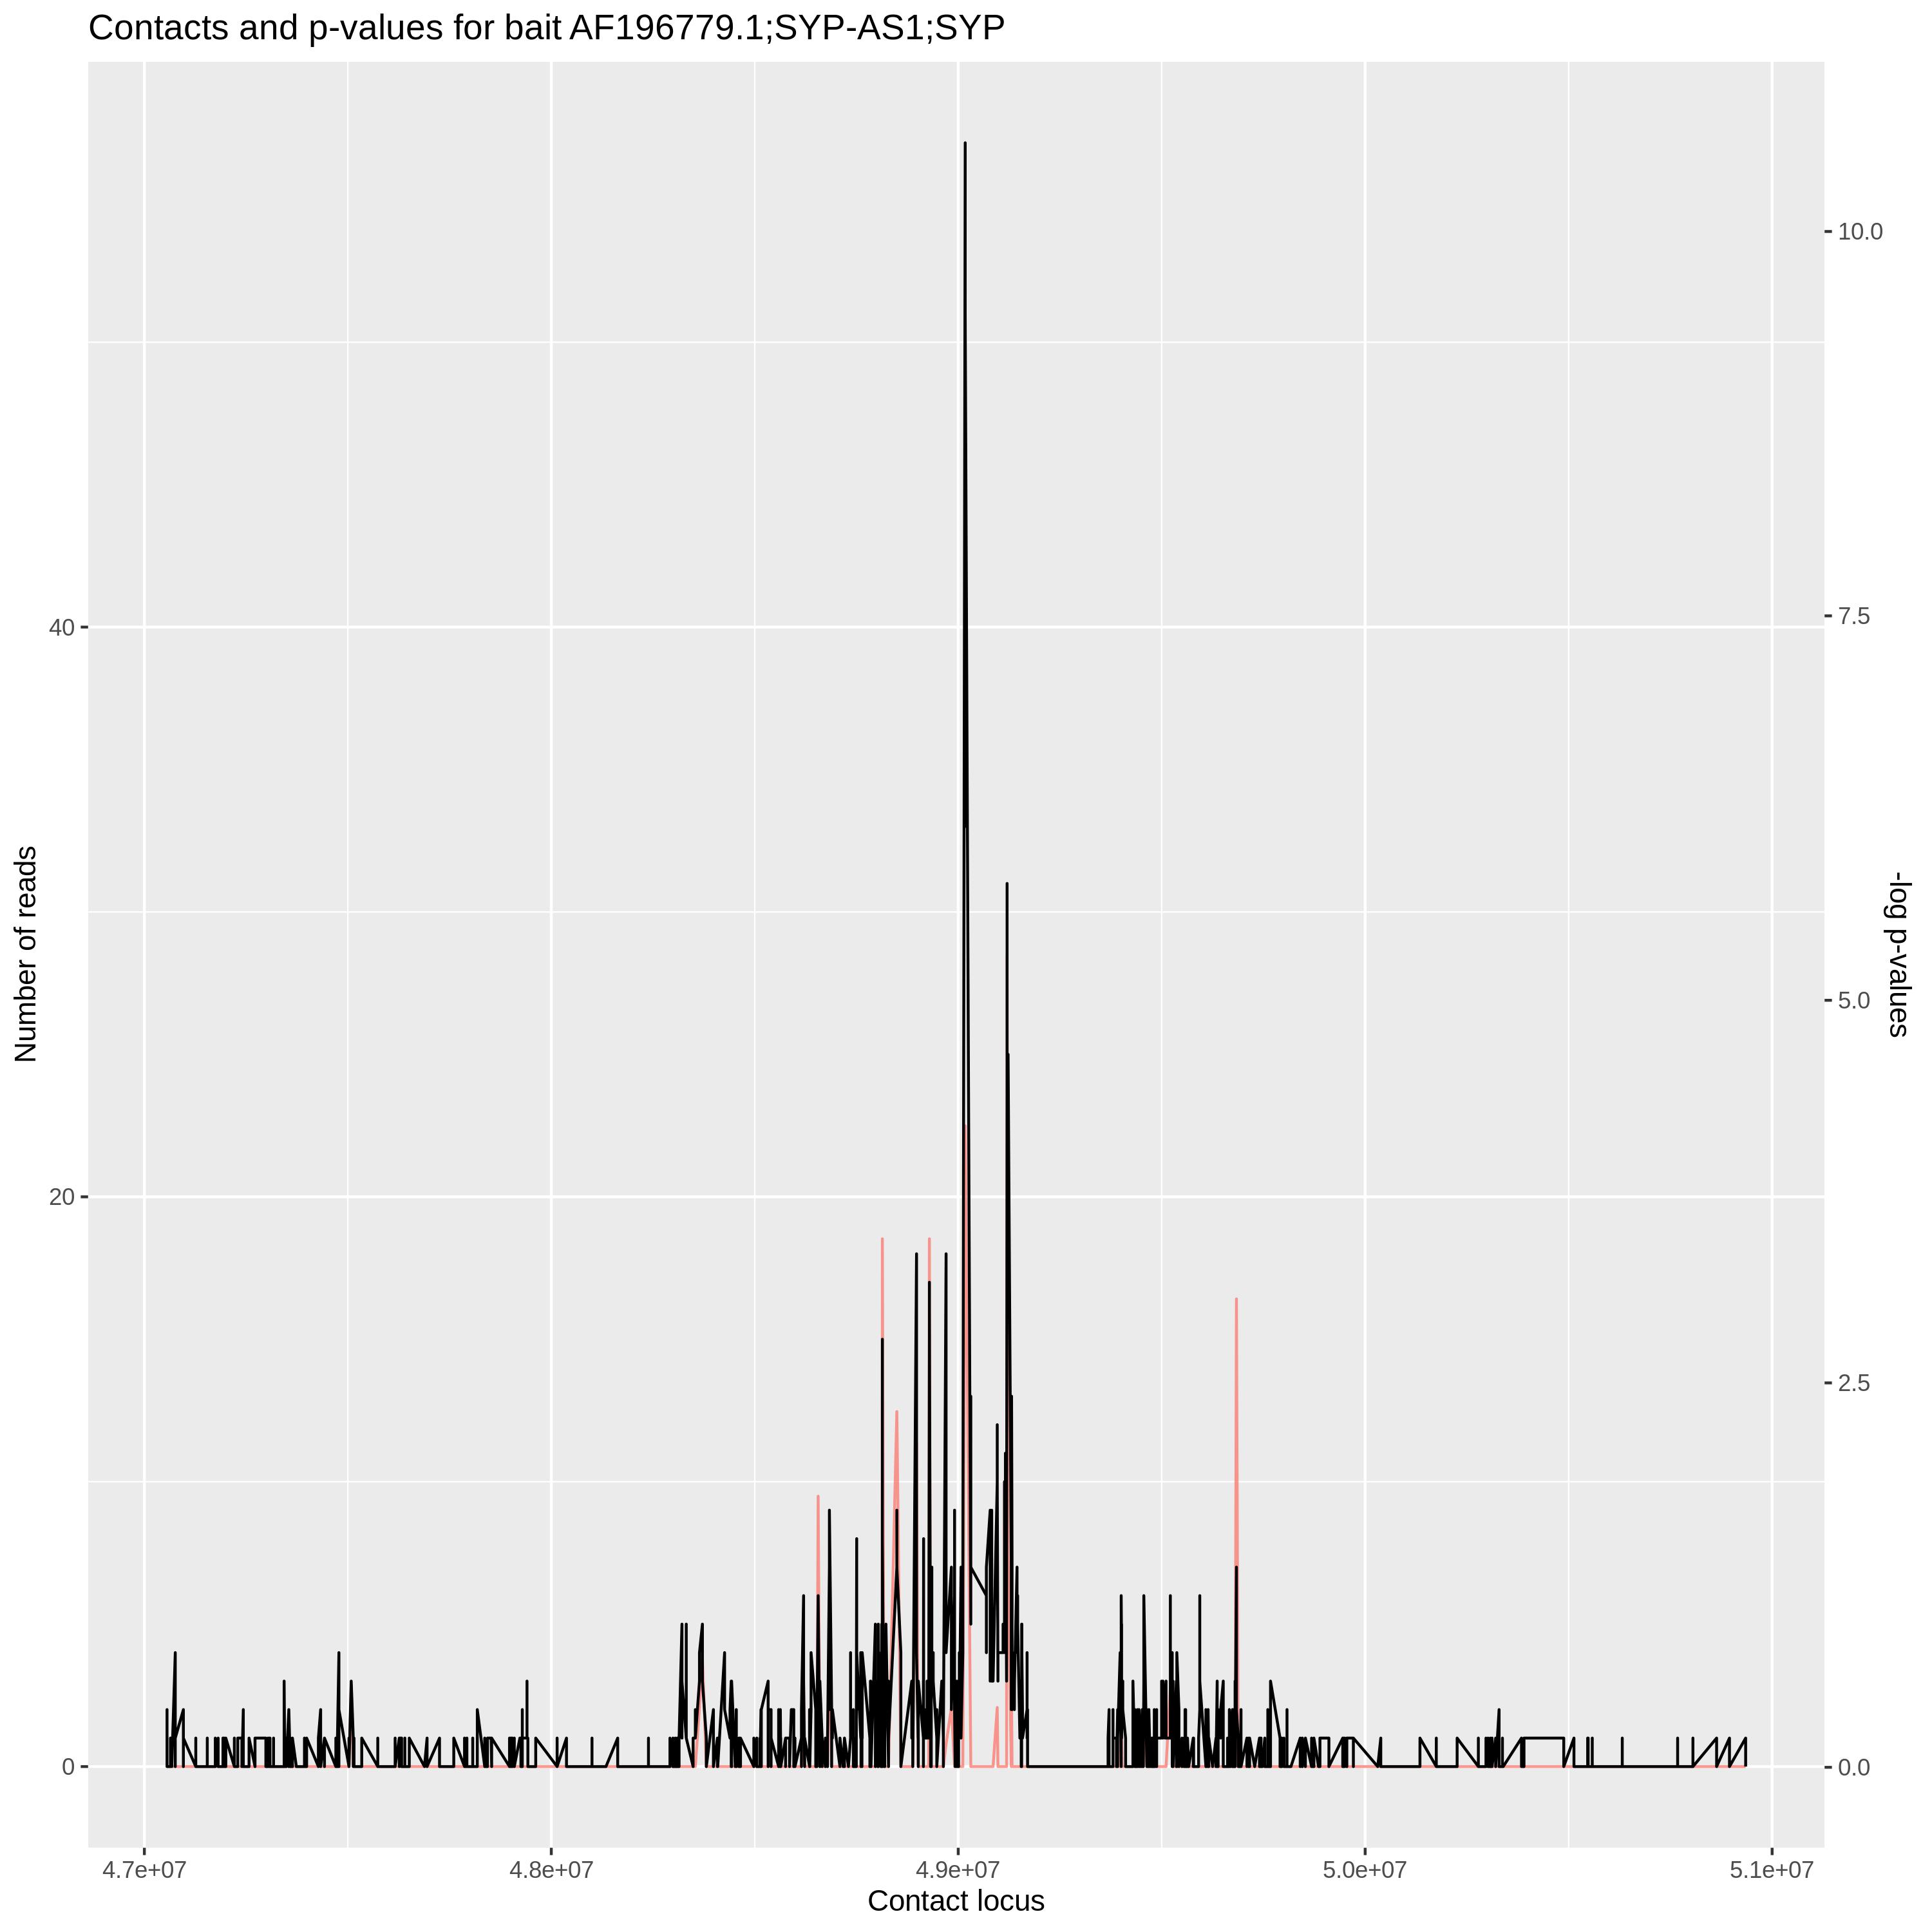 Contacts and p-values for bait AF196779.1;SYP-AS1;SYP
Number of reads
40
20
0
10.0
7.5
5.0
2.5
0.0
-log p-values
4.7e+07 4.8e+07 4.9e+07 5.0e+07 5.1e+07
Contact locus